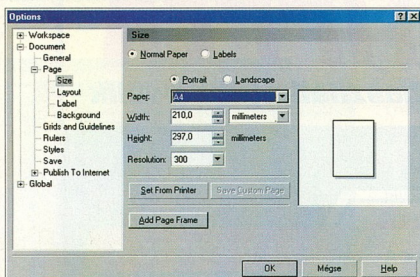 Options
Workspace
Document
General
Page
Size
Layout
Label
Background
Grids and Guidelines
Rulers
Styles
Save
Publish To Internet
Global
Size
Normal Paper Labels
Portrait Landscape
Paper: A4
Width: 210,0 millimeters
Height: 297,0 millimeters
Resolution: 300
Set From Printer Save Custom Page
Add Page Frame
OK Mégse Help